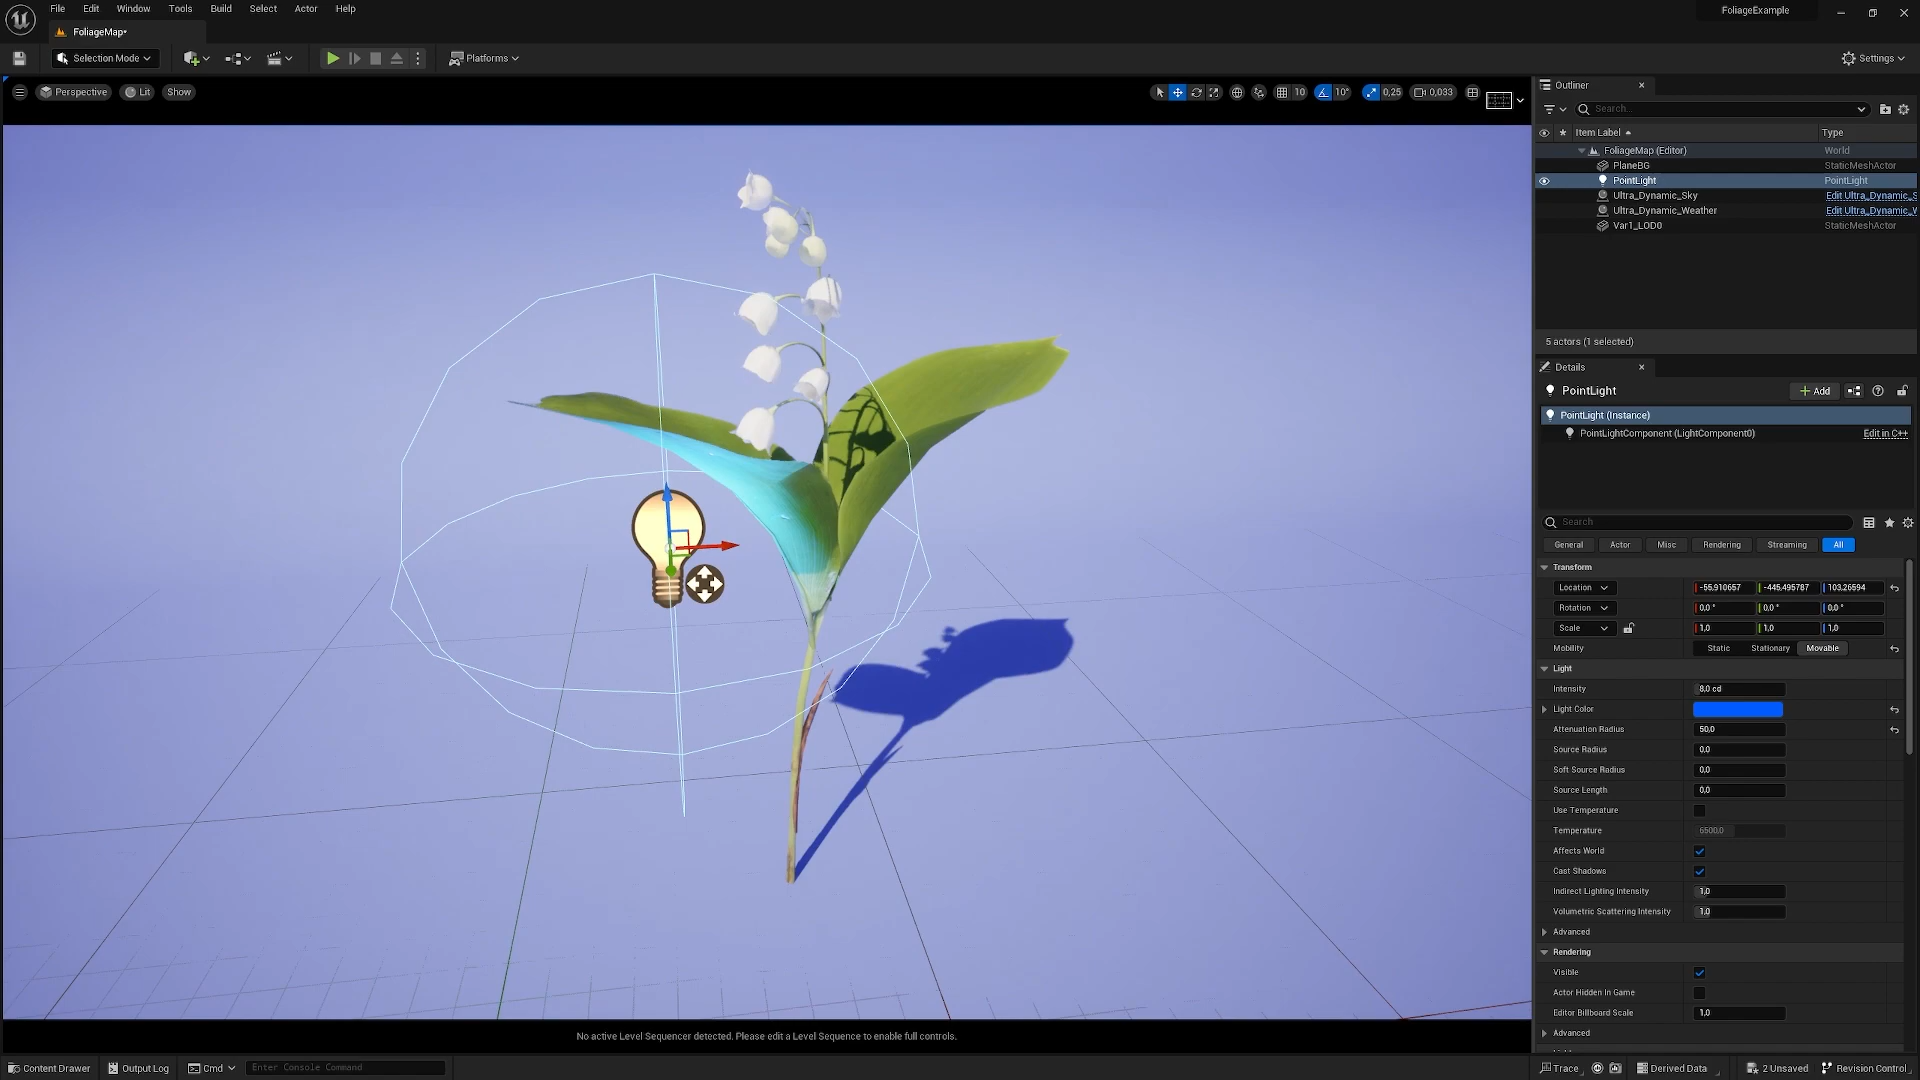 File Edit Window Tools Build Select Actor Help
FoliageExample
FoliageMap*
Selection Mode
Platforms
Settings
Perspective Lit Show
10 10° 0,25 0,033
Outliner
Search...
Item Label Type
FoliageMap (Editor) World
PlaneBG StaticMeshActor
PointLight PointLight
Ultra_Dynamic_Sky Edit Ultra_Dynamic_S
Ultra_Dynamic_Weather Edit Ultra_Dynamic_W
Var1_LOD0 StaticMeshActor
5 actors (1 selected)
Details
PointLight
Add
PointLight (Instance)
PointLightComponent (LightComponent0) Edit in C++
Search
General Actor Misc Rendering Streaming All
Transform
Location -55,910657 -445,495787 103,26594
Rotation 0,0 ° 0,0 ° 0,0 °
Scale 1,0 1,0 1,0
Mobility Static Stationary Movable
Light
Intensity 8,0 cd
Light Color
Attenuation Radius 50,0
Source Radius 0,0
Soft Source Radius 0,0
Source Length 0,0
Use Temperature
Temperature 6500,0
Affects World
Cast Shadows
Indirect Lighting Intensity 1,0
Volumetric Scattering Intensity 1,0
Advanced
Rendering
Visible
Actor Hidden In Game
Editor Billboard Scale 1,0
Advanced
No active Level Sequencer detected. Please edit a Level Sequence to enable full controls.
Content Drawer Output Log Cmd Enter Console Command
Trace Derived Data 2 Unsaved Revision Control